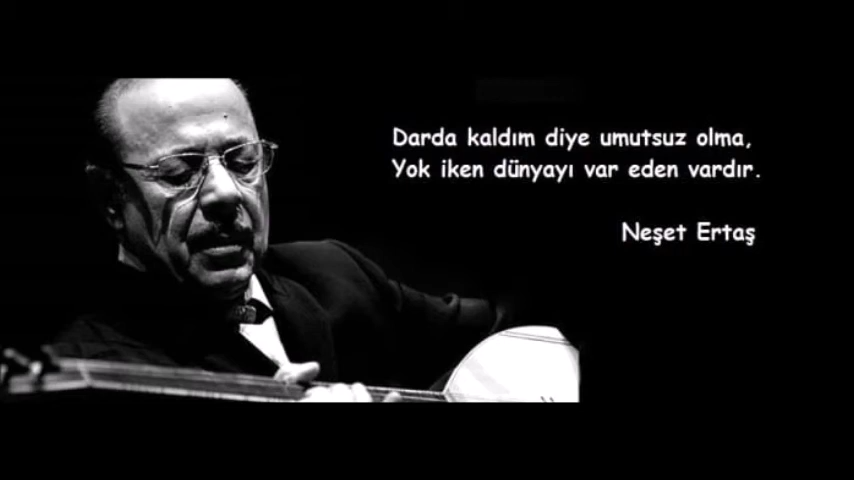 Darda kaldım diye umutsuz olma,
Yok iken dünyayı var eden vardır.
Neşet Ertaş